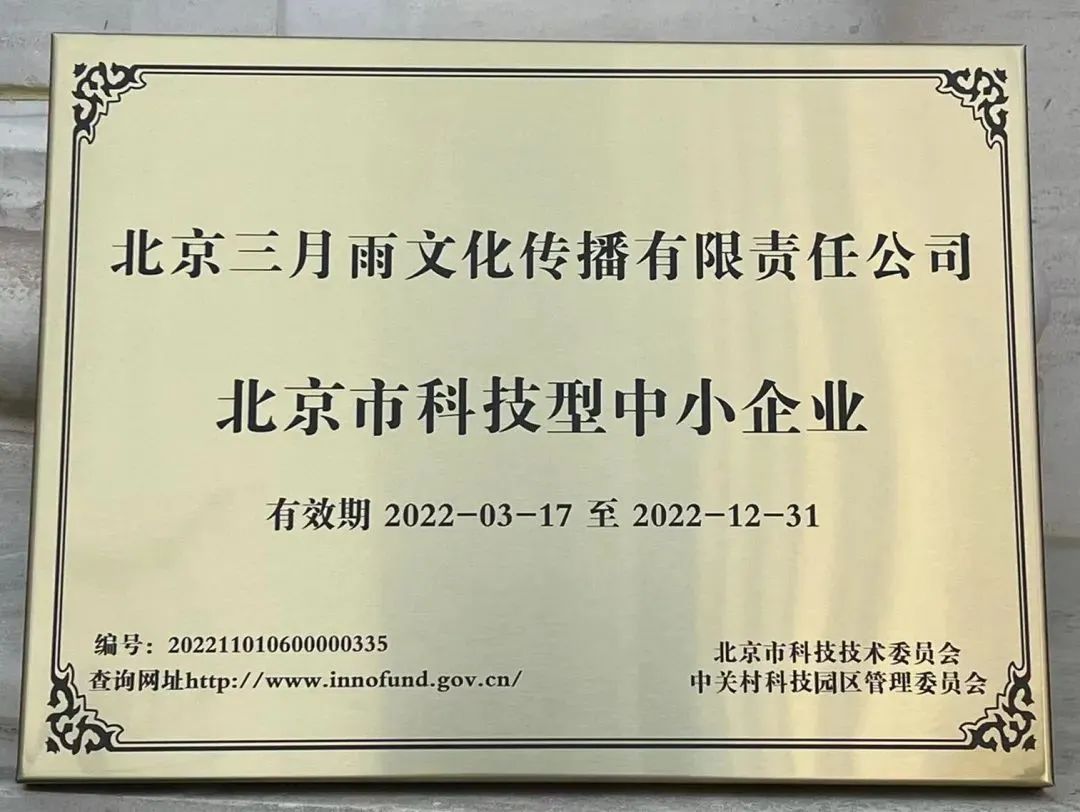 北京三月雨文化传播有限责任公司
北京市科技型中小企业
有效期 2022-03-17 至 2022-12-31
编号：202211010600000335
查询网址http://www.innofund.gov.cn/
北京市科技技术委员会
中关村科技园区管理委员会